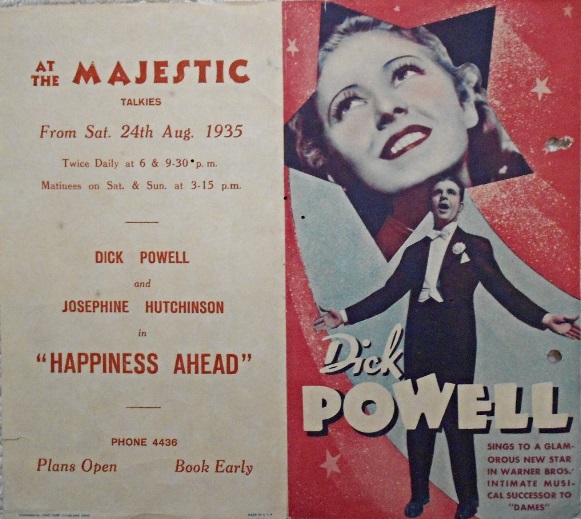 AT THE MAJESTIC
TALKIES
From Sat. 24th Aug. 1935
Twice Daily at 6 & 9-30 p. m.
Matinees on Sat. & Sun. at 3-15 p.m.
DICK POWELL
and
JOSEPHINE HUTCHINSON
in
"HAPPINESS AHEAD"
PHONE 4436
Plans Open Book Early
Dick
POWELL
SINGS TO A GLAM-
OROUS NEW STAR
IN WARNER BROS.'
INTIMATE MUSI-
CAL SUCCESSOR TO
"DAMES"